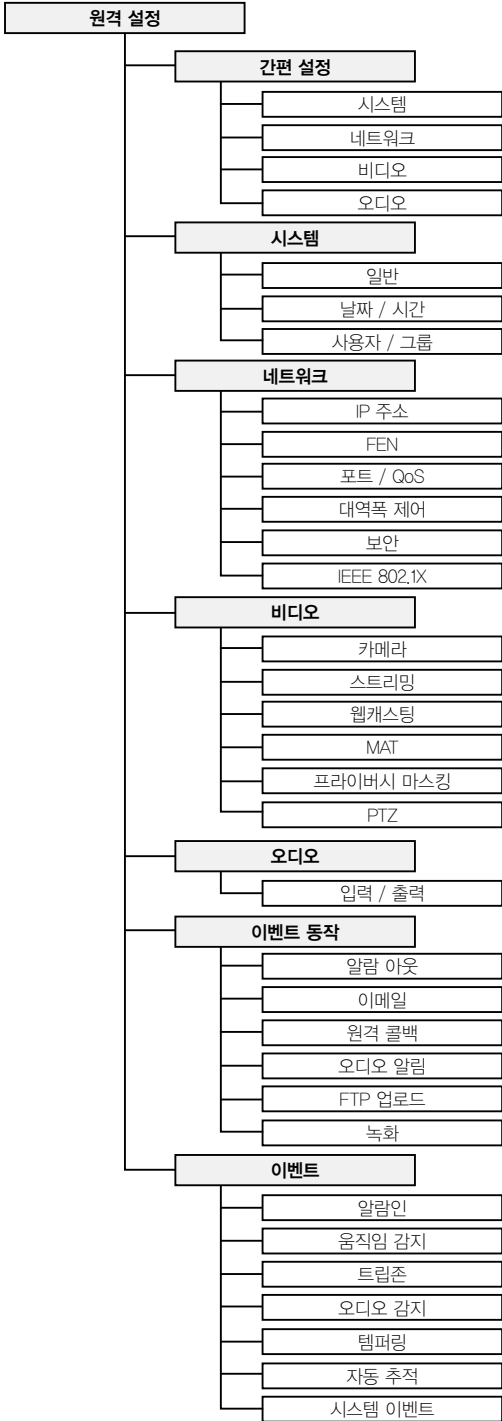 원격 설정
간편 설정
시스템
네트워크
비디오
오디오
시스템
일반
날짜 / 시간
사용자 / 그룹
네트워크
IP 주소
FEN
포트 / QoS
대역폭 제어
보안
IEEE 802.1X
비디오
카메라
스트리밍
웹캐스팅
MAT
프라이버시 마스킹
PTZ
오디오
입력 / 출력
이벤트 동작
알람 아웃
이메일
원격 콜백
오디오 알림
FTP 업로드
녹화
이벤트
알람인
움직임 감지
트립존
오디오 감지
템퍼링
자동 추적
시스템 이벤트